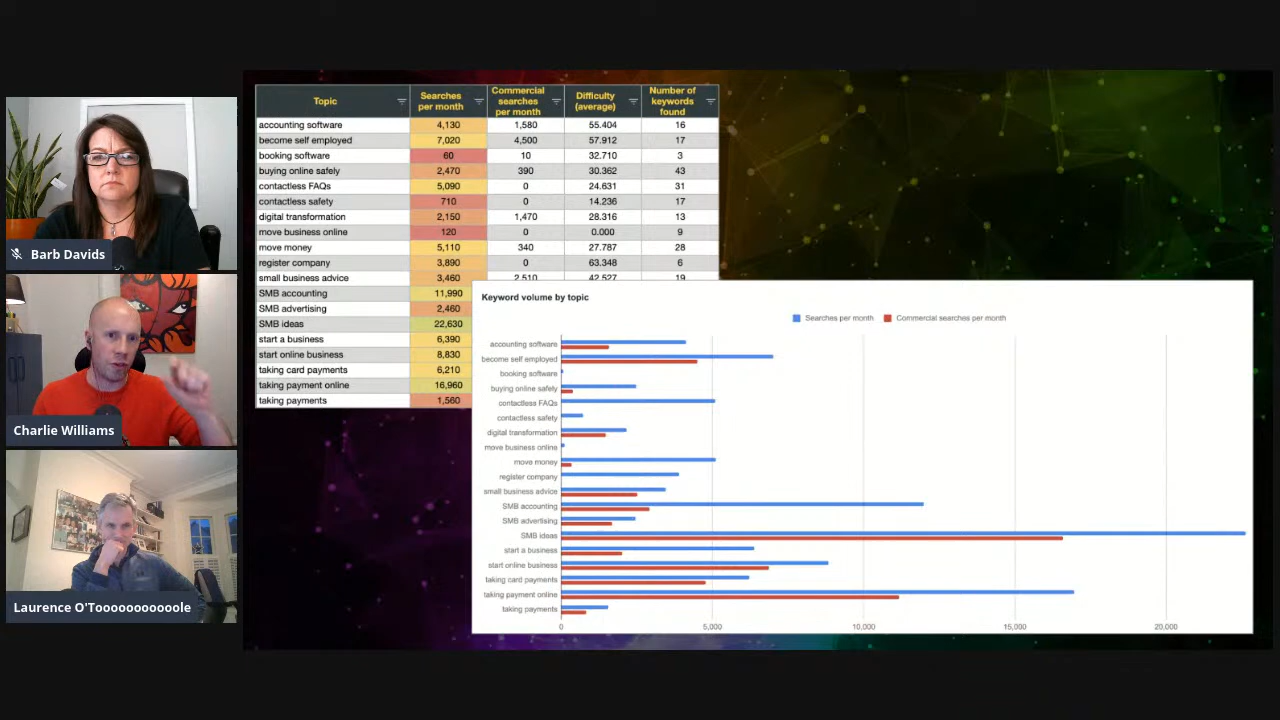 Barb Davids
Charlie Williams
Laurence O'Tooooooooooole
Topic Searches per month Commercial searches per month Difficulty (average) Number of keywords found
accounting software 4,130 1,580 55.404 16
become self employed 7,020 4,500 57.912 17
booking software 60 10 32.710 3
buying online safely 2,470 390 30.362 43
contactless FAQs 5,090 0 24.631 31
contactless safety 710 0 14.236 17
digital transformation 2,150 1,470 28.316 13
move business online 120 0 0.000 9
move money 5,110 340 27.787 28
register company 3,890 0 63.348 6
small business advice 3,460 2,510 42.527 19
SMB accounting 11,990
SMB advertising 2,460
SMB ideas 22,630
start a business 6,390
start online business 8,830
taking card payments 6,210
taking payment online 16,960
taking payments 1,560
Keyword volume by topic
Searches per month Commercial searches per month
accounting software
become self employed
booking software
buying online safely
contactless FAQs
contactless safety
digital transformation
move business online
move money
register company
small business advice
SMB accounting
SMB advertising
SMB ideas
start a business
start online business
taking card payments
taking payment online
taking payments
0 5,000 10,000 15,000 20,000